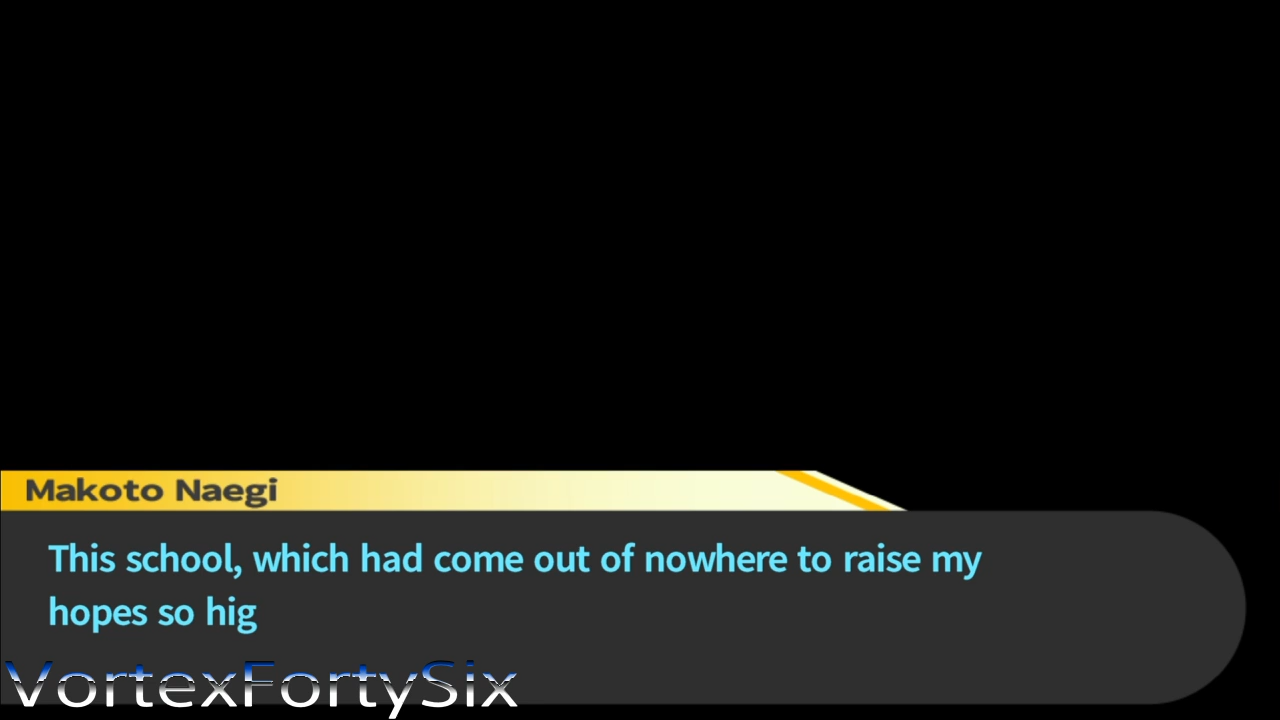 Makoto Naegi
This school, which had come out of nowhere to raise my
hopes so hig
VortexFortySix